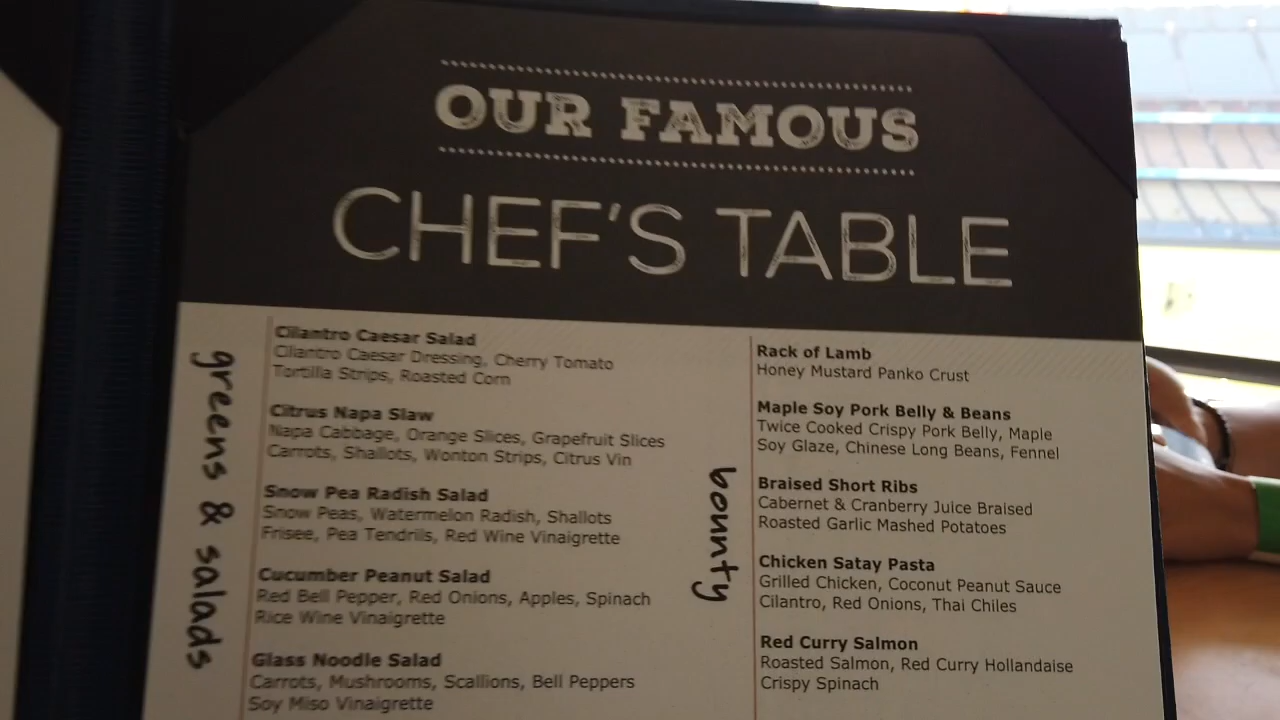 OUR FAMOUS
CHEF'S TABLE
greens & salads
Cilantro Caesar Salad
Cilantro Caesar Dressing, Cherry Tomato
Tortilla Strips, Roasted Corn
Citrus Napa Slaw
Napa Cabbage, Orange Slices, Grapefruit Slices
Carrots, Shallots, Wonton Strips, Citrus Vin
Snow Pea Radish Salad
Snow Peas, Watermelon Radish, Shallots
Frisee, Pea Tendrils, Red Wine Vinaigrette
Cucumber Peanut Salad
Red Bell Pepper, Red Onions, Apples, Spinach
Rice Wine Vinaigrette
Glass Noodle Salad
Carrots, Mushrooms, Scallions, Bell Peppers
Soy Miso Vinaigrette
bounty
Rack of Lamb
Honey Mustard Panko Crust
Maple Soy Pork Belly & Beans
Twice Cooked Crispy Pork Belly, Maple
Soy Glaze, Chinese Long Beans, Fennel
Braised Short Ribs
Cabernet & Cranberry Juice Braised
Roasted Garlic Mashed Potatoes
Chicken Satay Pasta
Grilled Chicken, Coconut Peanut Sauce
Cilantro, Red Onions, Thai Chiles
Red Curry Salmon
Roasted Salmon, Red Curry Hollandaise
Crispy Spinach